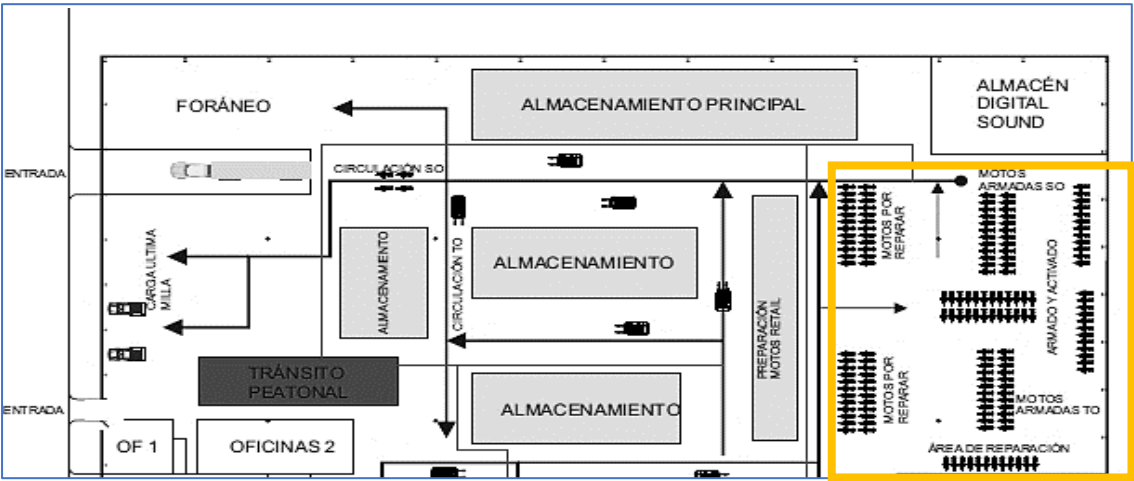 FORÁNEO
ALMACENAMIENTO PRINCIPAL
ALMACÉN
DIGITAL
SOUND
ENTRADA
CIRCULACIÓN SO
MOTOS
ARMADAS SO
MOTOS POR
REPARAR
CARGA ULTIMA
MILLA
ALMACENAMIENTO
CIRCULACIÓN TO
ALMACENAMIENTO
PREPARACIÓN
MOTOS RETAIL
ARMADO Y ACTIVADO
TRÁNSITO
PEATONAL
ALMACENAMIENTO
MOTOS POR
REPARAR
MOTOS
ARMADAS TO
ENTRADA
OF 1
OFICINAS 2
ÁREA DE REPARACIÓN